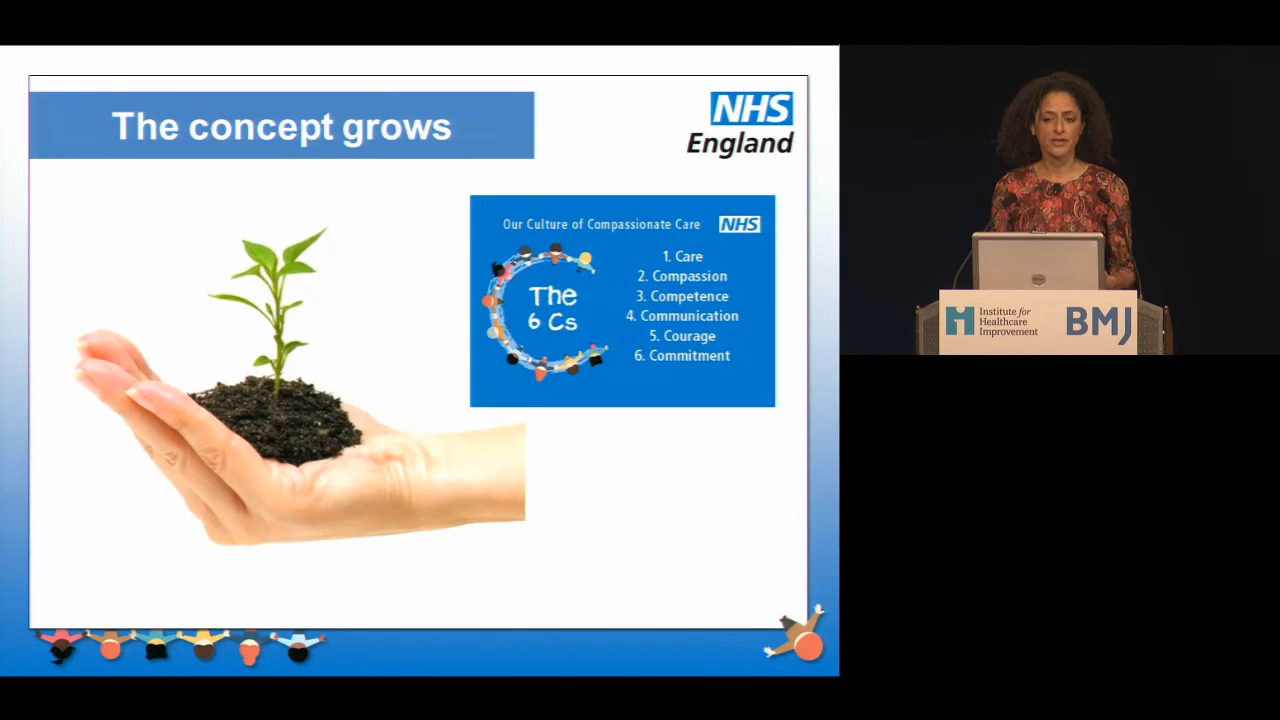 The concept grows
NHS
England
Our Culture of Compassionate Care
NHS
The
6 Cs
1. Care
2. Compassion
3. Competence
4. Communication
5. Courage
6. Commitment
Institute for
Healthcare
Improvement
BMJ